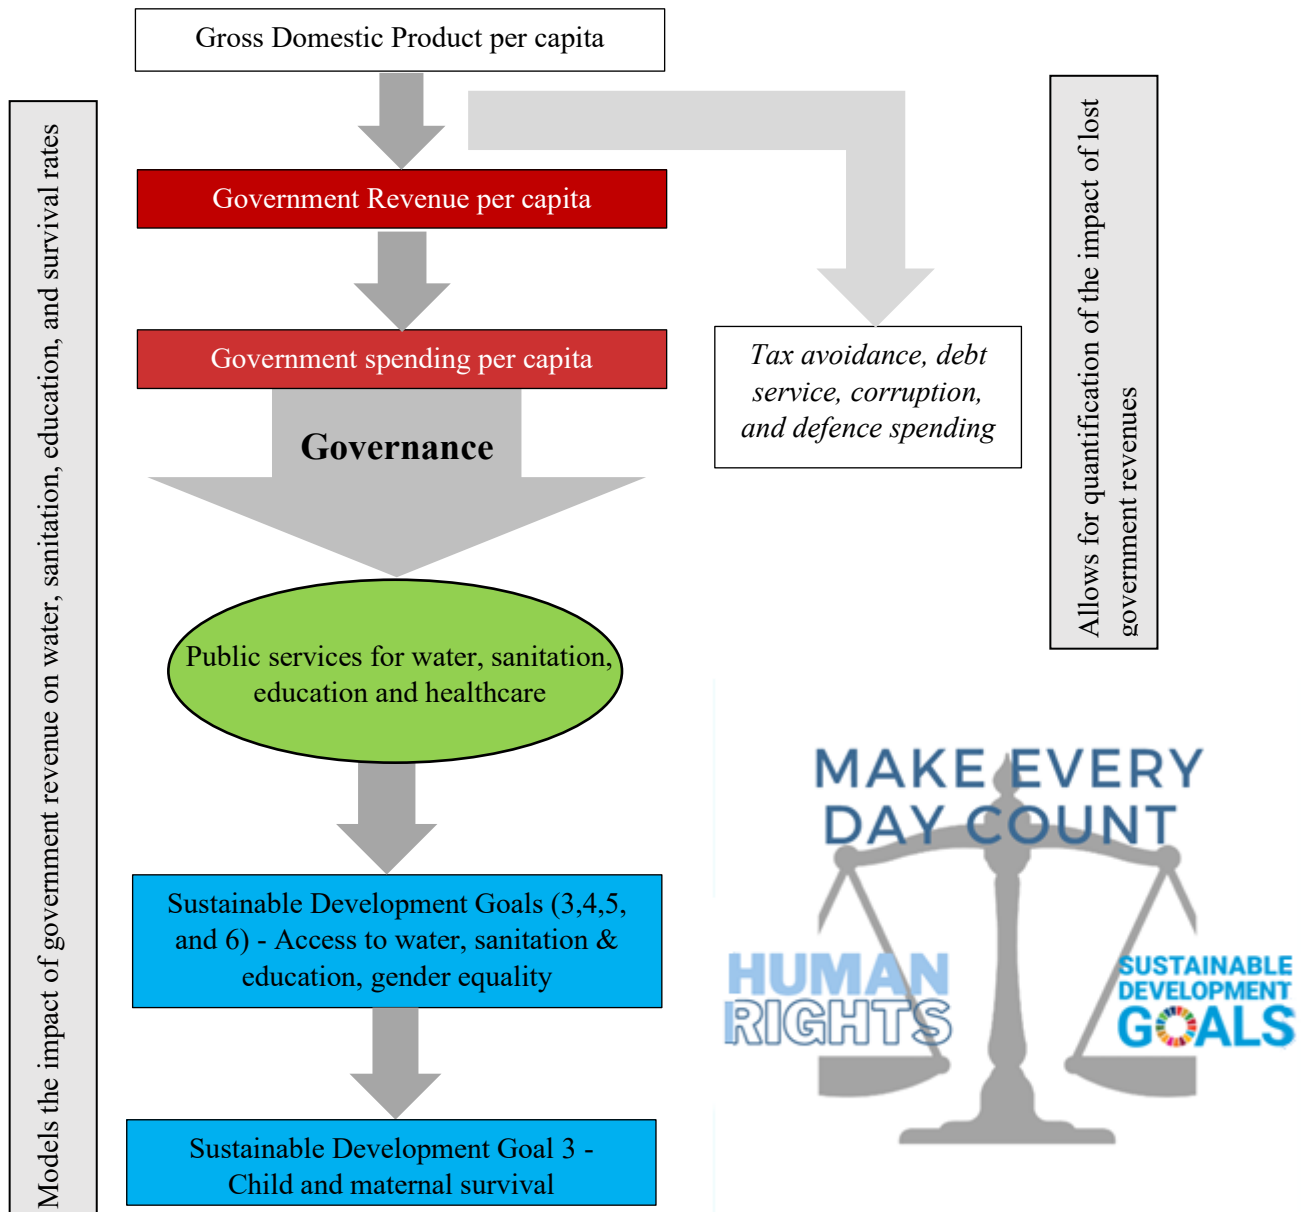 Gross Domestic Product per capita
Models the impact of government revenue on water, sanitation, education, and survival rates
Government Revenue per capita
Government spending per capita
Governance
Tax avoidance, debt
service, corruption,
and defence spending
Allows for quantification of the impact of lost
government revenues
Public services for water, sanitation,
education and healthcare
Sustainable Development Goals (3,4,5,
and 6) - Access to water, sanitation &
education, gender equality
Sustainable Development Goal 3 -
Child and maternal survival
MAKE EVERY
DAY COUNT
HUMAN
RIGHTS
SUSTAINABLE
DEVELOPMENT
GOALS